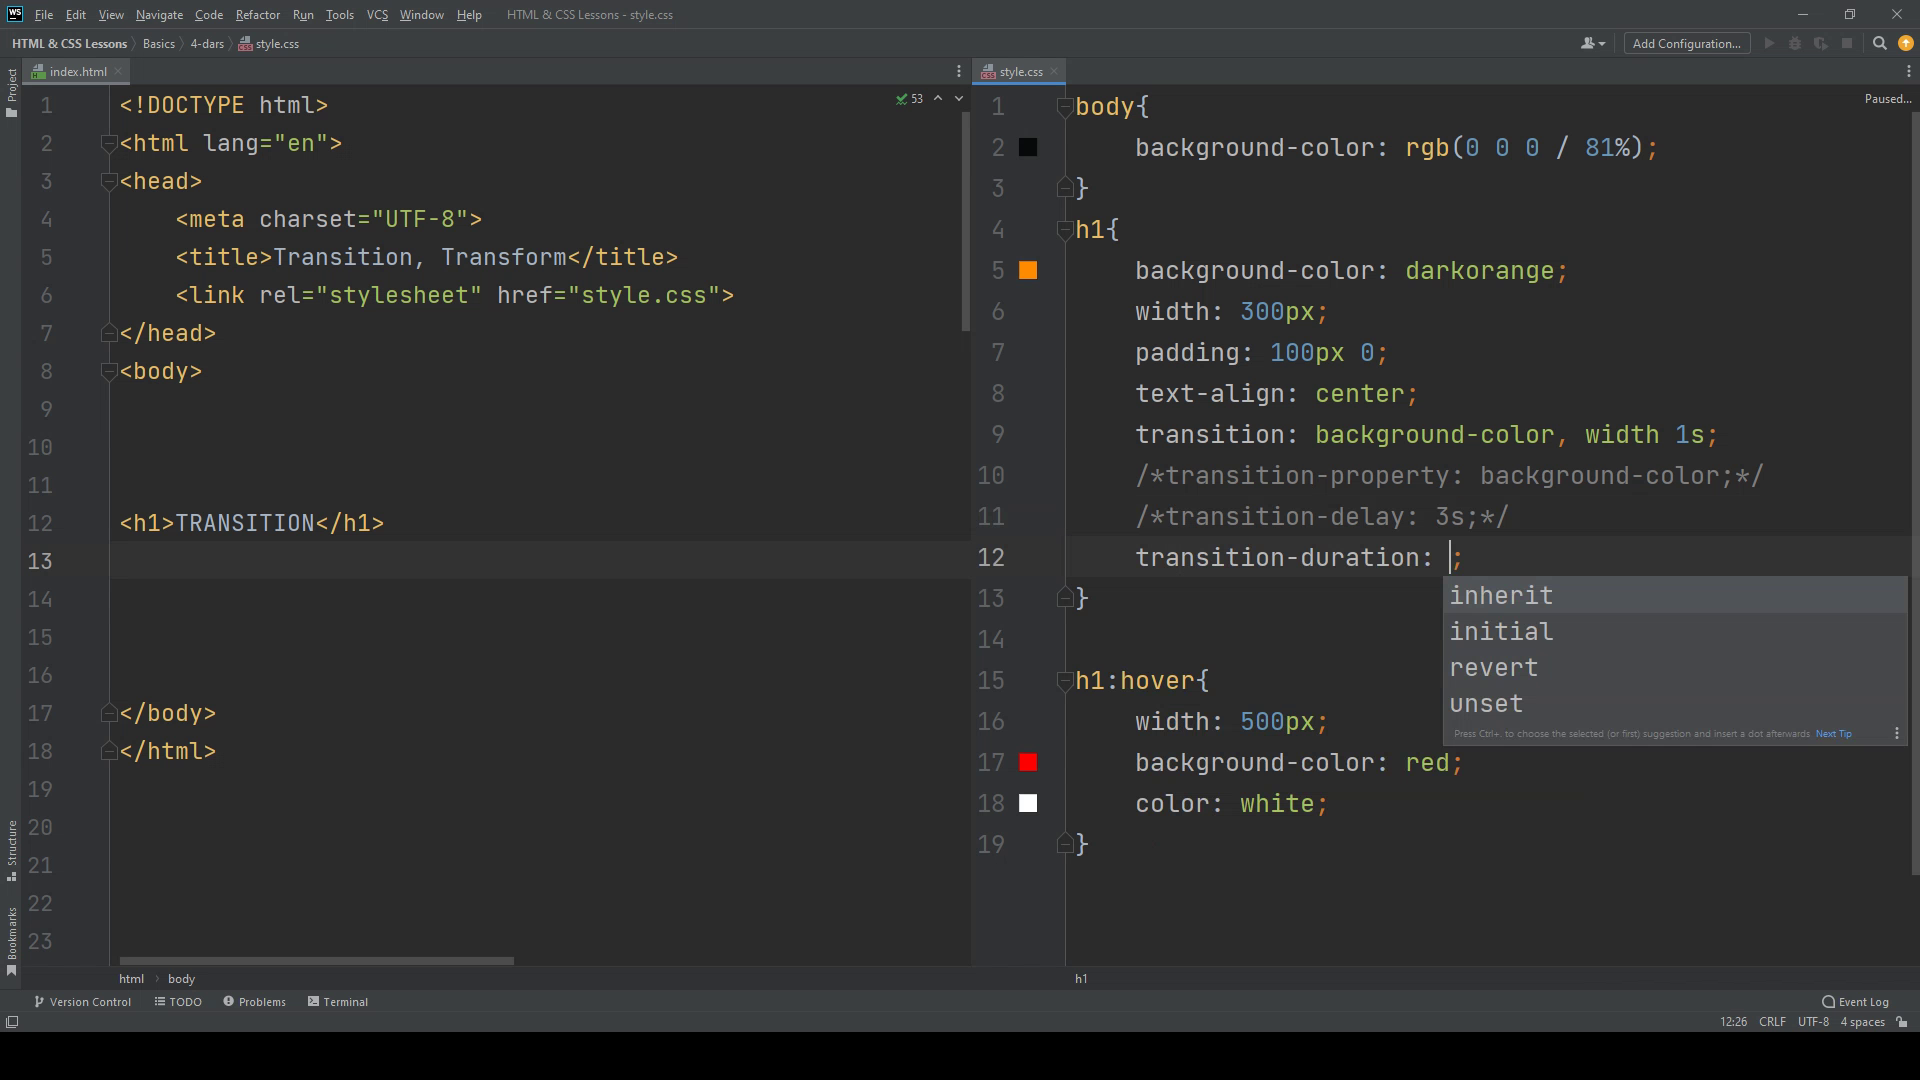 WS File Edit View Navigate Code Refactor Run Tools VCS Window Help HTML & CSS Lessons - style.css
HTML & CSS Lessons Basics 4-dars style.css Add Configuration...
Project
index.html
style.css
53
Paused...
1 <!DOCTYPE html>
2 <html lang="en">
3 <head>
4 <meta charset="UTF-8">
5 <title>Transition, Transform</title>
6 <link rel="stylesheet" href="style.css">
7 </head>
8 <body>
9
10
11
12 <h1>TRANSITION</h1>
13
14
15
16
17 </body>
18 </html>
19
20
21
22
23
html body
1 body{
2 background-color: rgb(0 0 0 / 81%);
3 }
4 h1{
5 background-color: darkorange;
6 width: 300px;
7 padding: 100px 0;
8 text-align: center;
9 transition: background-color, width 1s;
10 /*transition-property: background-color;*/
11 /*transition-delay: 3s;*/
12 transition-duration: ;
13 }
14
15 h1:hover{
16 width: 500px;
17 background-color: red;
18 color: white;
19 }
inherit
initial
revert
unset
Press Ctrl+. to choose the selected (or first) suggestion and insert a dot afterwards Next Tip
h1
Structure
Bookmarks
Version Control TODO Problems Terminal Event Log
12:26 CRLF UTF-8 4 spaces